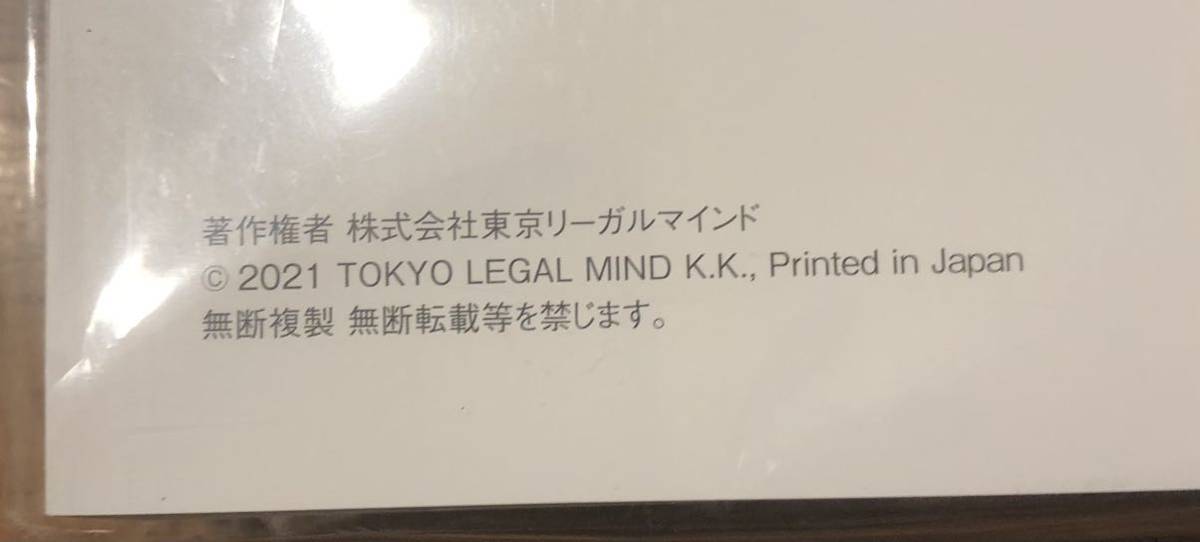 著作権者 株式会社東京リーガルマインド
© 2021 TOKYO LEGAL MIND K.K., Printed in Japan
無断複製 無断転載等を禁じます。